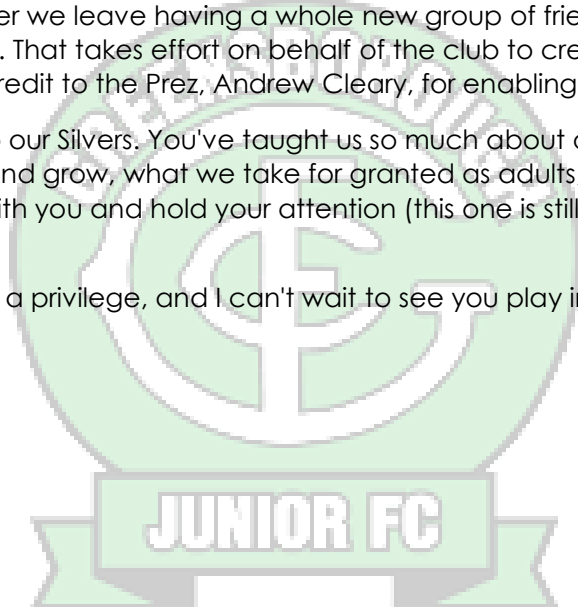 er we leave having a whole new group of frie
. That takes effort on behalf of the club to cre
redit to the Prez, Andrew Cleary, for enabling
o our Silvers. You've taught us so much about c
nd grow, what we take for granted as adults,
ith you and hold your attention (this one is still
a privilege, and I can't wait to see you play i
GREENSBOROUGH
JUNIOR FC